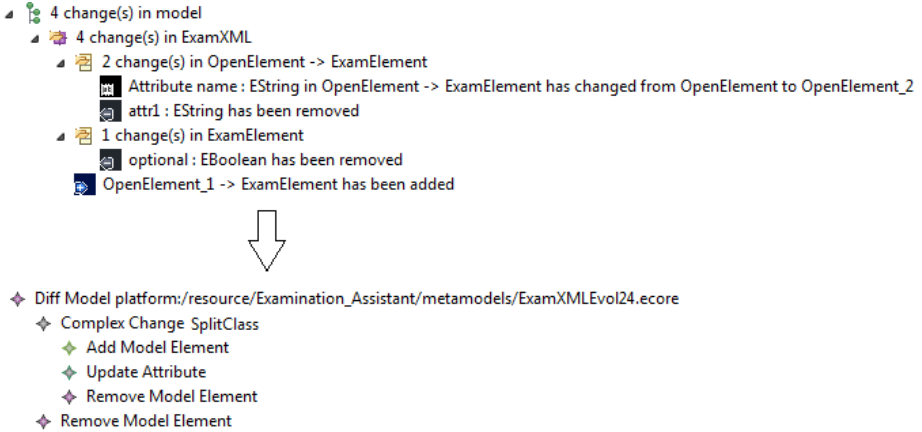 4 change(s) in model
4 change(s) in ExamXML
2 change(s) in OpenElement -> ExamElement
Attribute name : EString in OpenElement -> ExamElement has changed from OpenElement to OpenElement_2
attr1 : EString has been removed
1 change(s) in ExamElement
optional : EBoolean has been removed
OpenElement_1 -> ExamElement has been added
Diff Model platform:/resource/Examination_Assistant/metamodels/ExamXMLEvol24.ecore
Complex Change SplitClass
Add Model Element
Update Attribute
Remove Model Element
Remove Model Element